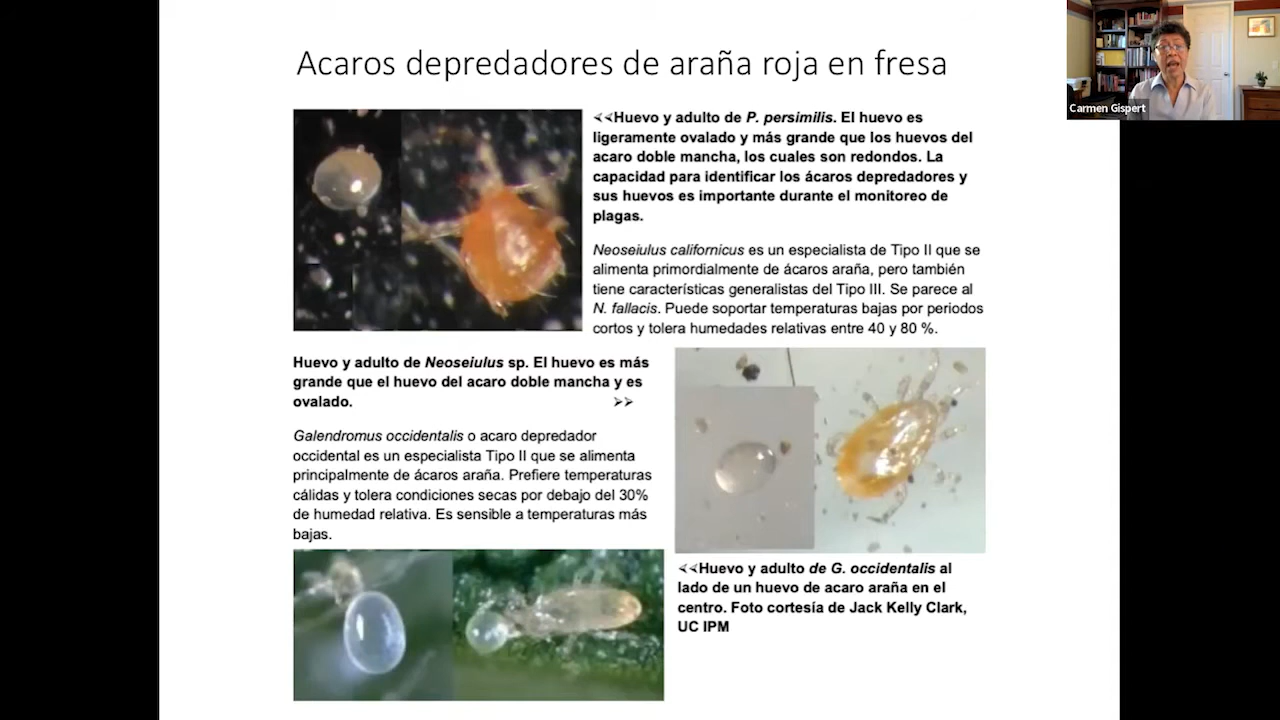 Acaros depredadores de araña roja en fresa
Carmen Gispert
⮜⮜Huevo y adulto de P. persimilis. El huevo es
ligeramente ovalado y más grande que los huevos del
acaro doble mancha, los cuales son redondos. La
capacidad para identificar los ácaros depredadores y
sus huevos es importante durante el monitoreo de
plagas.
Neoseiulus californicus es un especialista de Tipo II que se
alimenta primordialmente de ácaros araña, pero también
tiene características generalistas del Tipo III. Se parece al
N. fallacis. Puede soportar temperaturas bajas por periodos
cortos y tolera humedades relativas entre 40 y 80 %.
Huevo y adulto de Neoseiulus sp. El huevo es más
grande que el huevo del acaro doble mancha y es
ovalado. ⮞⮞
Galendromus occidentalis o acaro depredador
occidental es un especialista Tipo II que se alimenta
principalmente de ácaros araña. Prefiere temperaturas
cálidas y tolera condiciones secas por debajo del 30%
de humedad relativa. Es sensible a temperaturas más
bajas.
⮜⮜Huevo y adulto de G. occidentalis al
lado de un huevo de acaro araña en el
centro. Foto cortesía de Jack Kelly Clark,
UC IPM